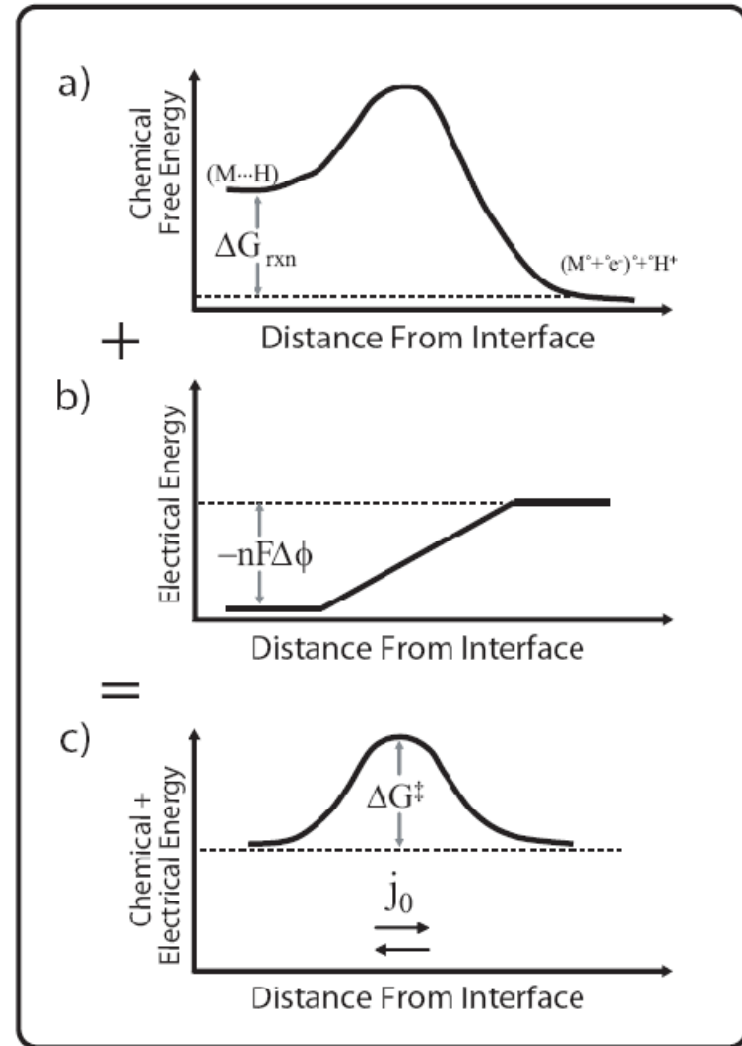 a)
Chemical
Free Energy
(M···H)
ΔG rxn
(M°+°e⁻)°+°H⁺
Distance From Interface
+
b)
Electrical Energy
−nFΔϕ
Distance From Interface
=
c)
Chemical +
Electrical Energy
ΔG‡
j₀
Distance From Interface